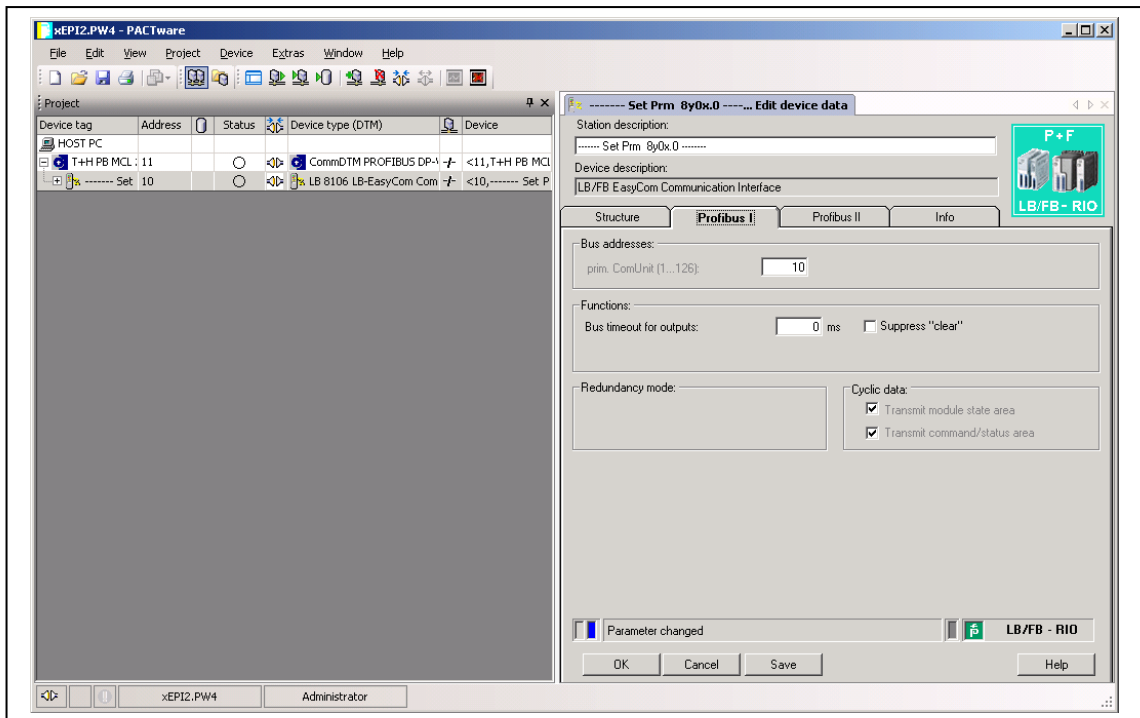 xEPI2.PW4 - PACTware
File Edit View Project Device Extras Window Help
Project
Device tag Address Status Device type (DTM) Device
HOST PC
T+H PB MCL : 11 CommDTM PROFIBUS DP-V <11,T+H PB MCL
------- Set 10 LB 8106 LB-EasyCom Com <10,------- Set P
------- Set Prm 8y0x.0 ----... Edit device data
Station description:
------- Set Prm 8y0x.0 --------
Device description:
LB/FB EasyCom Communication Interface
P+F
LB/FB- RIO
Structure Profibus I Profibus II Info
Bus addresses:
prim. ComUnit (1...126): 10
Functions:
Bus timeout for outputs: 0 ms Suppress "clear"
Redundancy mode:
Cyclic data:
Transmit module state area
Transmit command/status area
Parameter changed LB/FB - RIO
OK Cancel Save Help
xEPI2.PW4 Administrator